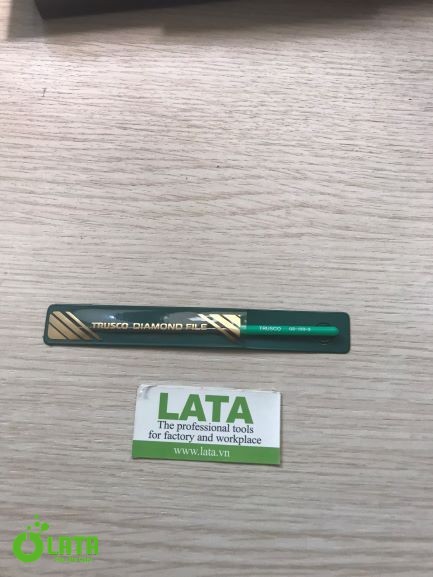 TRUSCO DIAMOND FILE
TRUSCO
LATA
The professional tools
for factory and workplace
www.lata.vn
LATA